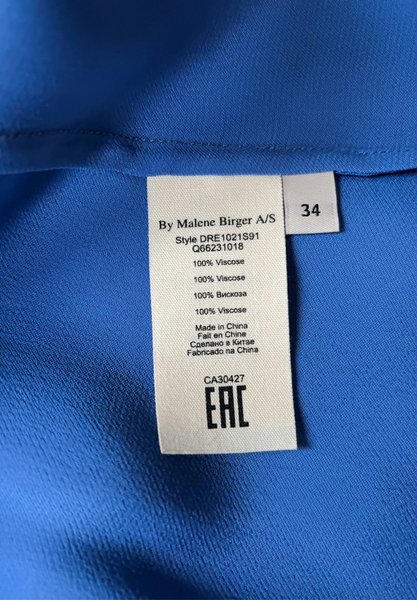 By Malene Birger A/S
34
Style DRE1021S91
Q66231018
100% Viscose
100% Viscose
100% Вискоза
100% Viscose
Made in China
Fait en Chine
Сделано в Китае
Fabricado na China
CA30427
EAC